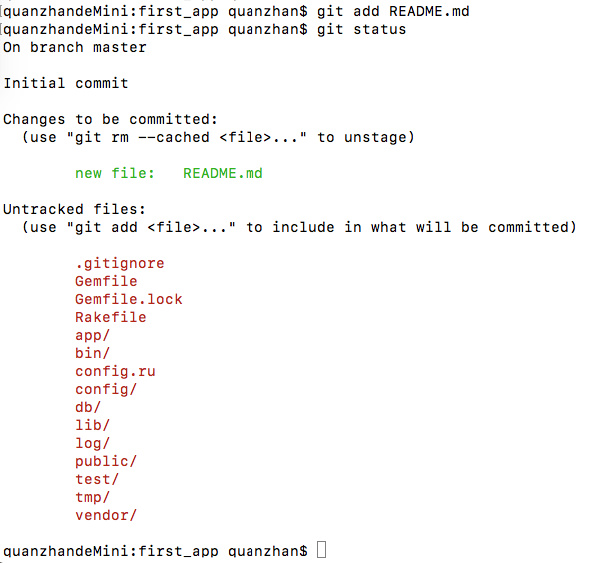 quanzhandeMini:first_app quanzhan$ git add README.md
quanzhandeMini:first_app quanzhan$ git status
On branch master
Initial commit
Changes to be committed:
(use "git rm --cached <file>..." to unstage)
new file: README.md
Untracked files:
(use "git add <file>..." to include in what will be committed)
.gitignore
Gemfile
Gemfile.lock
Rakefile
app/
bin/
config.ru
config/
db/
lib/
log/
public/
test/
tmp/
vendor/
quanzhandeMini:first_app quanzhan$